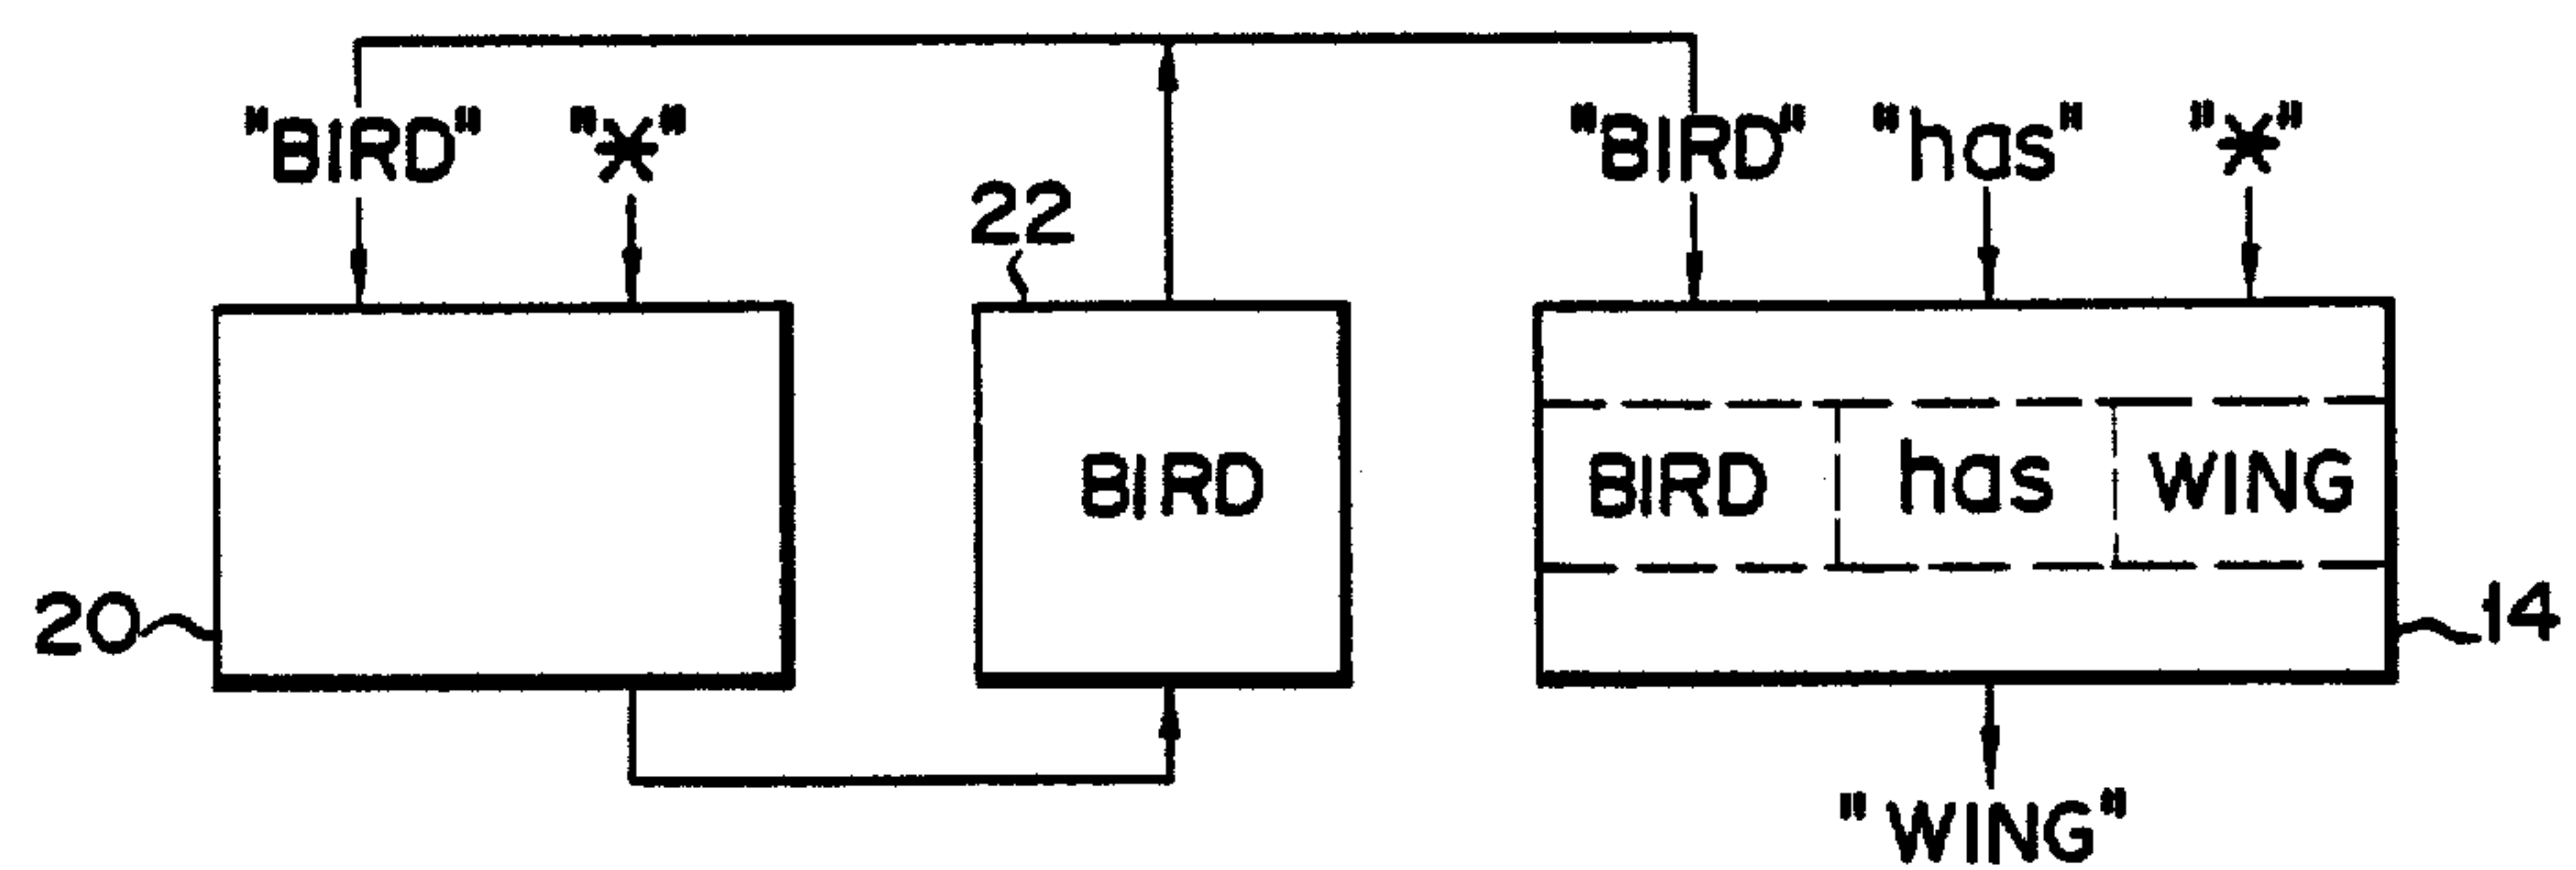 "BIRD" "*" "BIRD" "has" "*"
22
BIRD BIRD has WING
20 14
"WING"